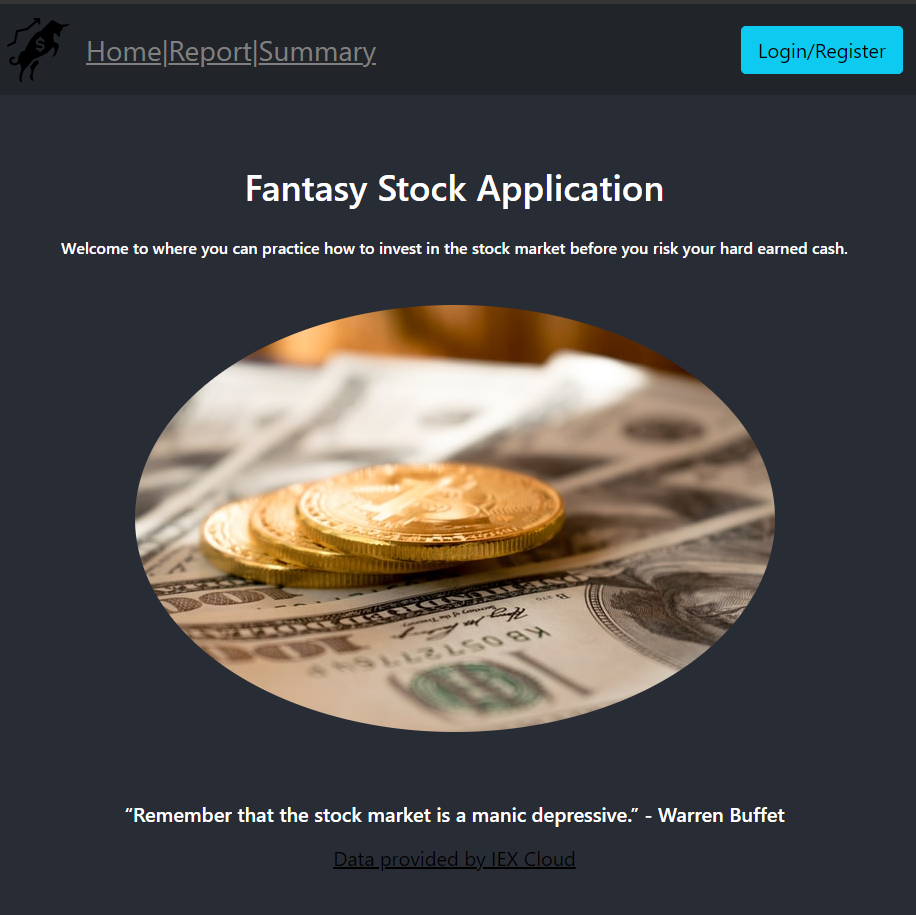 $
Home|Report|Summary
Login/Register
Fantasy Stock Application
Welcome to where you can practice how to invest in the stock market before you risk your hard earned cash.
“Remember that the stock market is a manic depressive.” - Warren Buffet
Data provided by IEX Cloud